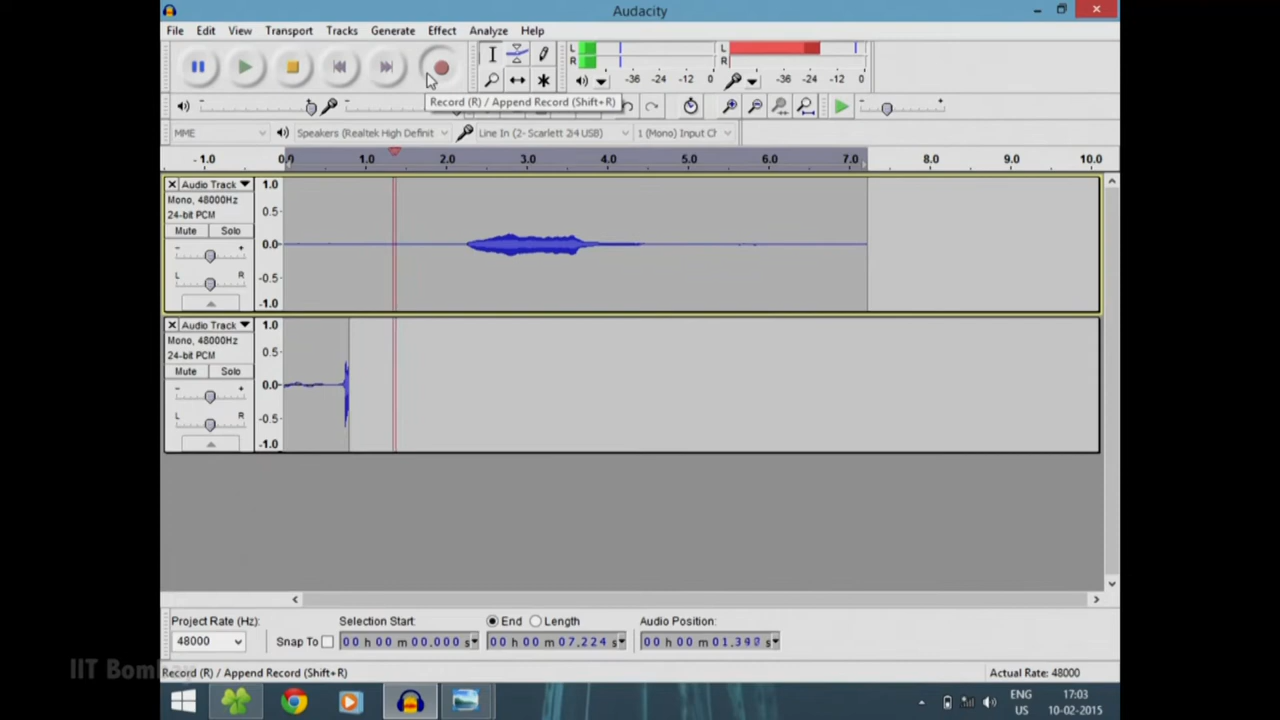 Audacity
File Edit View Transport Tracks Generate Effect Analyze Help
L R -36 -24 -12 0 L R -36 -24 -12 0
Record (R) / Append Record (Shift+R)
MME Speakers (Realtek High Definit Line In (2- Scarlett 2i4 USB) 1 (Mono) Input Ch
- 1.0 0.0 1.0 2.0 3.0 4.0 5.0 6.0 7.0 8.0 9.0 10.0
Audio Track 1.0
Mono, 48000Hz
24-bit PCM 0.5
Mute Solo
- + 0.0
L R -0.5
-1.0
Audio Track 1.0
Mono, 48000Hz
24-bit PCM 0.5
Mute Solo
- + 0.0
L R -0.5
-1.0
Project Rate (Hz): Selection Start: End Length Audio Position:
48000 Snap To 00 h 00 m 00.000 s 00 h 00 m 07.224 s 00 h 00 m 01.390 s
IIT Bombay
Record (R) / Append Record (Shift+R) Actual Rate: 48000
ENG 17:03
US 10-02-2015